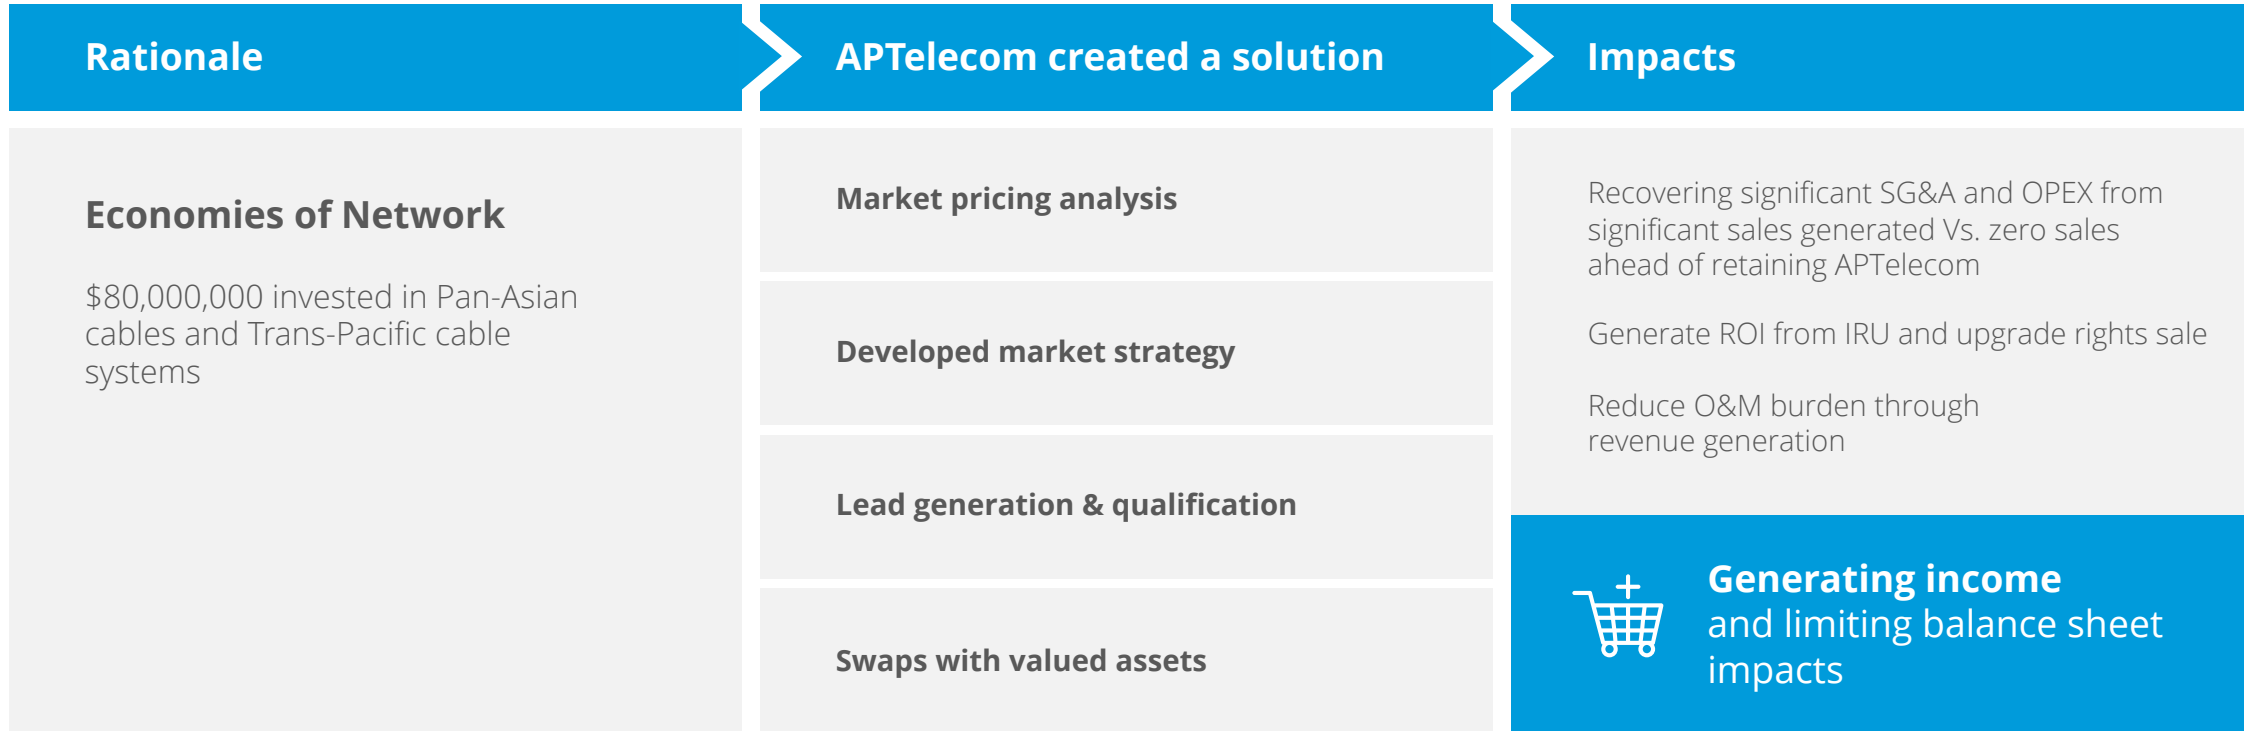 Rationale
APTelecom created a solution
Impacts
Economies of Network
$80,000,000 invested in Pan-Asian
cables and Trans-Pacific cable
systems
Market pricing analysis
Developed market strategy
Lead generation & qualification
Swaps with valued assets
Recovering significant SG&A and OPEX from
significant sales generated Vs. zero sales
ahead of retaining APTelecom
Generate ROI from IRU and upgrade rights sale
Reduce O&M burden through
revenue generation
Generating income
and limiting balance sheet
impacts